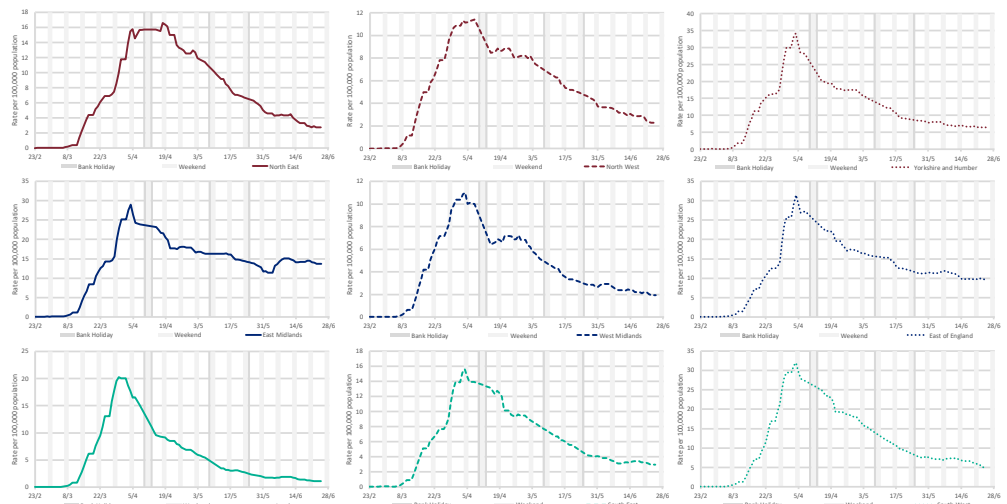 18
16
14
12
10
8
6
4
2
0
Rate per 100,000 population
23/2 8/3 22/3 5/4 19/4 3/5 17/5 31/5 14/6 28/6
Bank Holiday Weekend North East
12
10
8
6
4
2
0
Rate per 100,000 population
23/2 8/3 22/3 5/4 19/4 3/5 17/5 31/5 14/6 28/6
Bank Holiday Weekend North West
40
35
30
25
20
15
10
5
0
Rate per 100,000 population
23/2 8/3 22/3 5/4 19/4 3/5 17/5 31/5 14/6 28/6
Bank Holiday Weekend Yorkshire and Humber
35
30
25
20
15
10
5
0
Rate per 100,000 population
23/2 8/3 22/3 5/4 19/4 3/5 17/5 31/5 14/6 28/6
Bank Holiday Weekend East Midlands
12
10
8
6
4
2
0
Rate per 100,000 population
23/2 8/3 22/3 5/4 19/4 3/5 17/5 31/5 14/6 28/6
Bank Holiday Weekend West Midlands
35
30
25
20
15
10
5
0
Rate per 100,000 population
23/2 8/3 22/3 5/4 19/4 3/5 17/5 31/5 14/6 28/6
Bank Holiday Weekend East of England
25
20
15
10
5
0
Rate per 100,000 population
23/2 8/3 22/3 5/4 19/4 3/5 17/5 31/5 14/6 28/6
18
16
14
12
10
8
6
4
2
0
Rate per 100,000 population
23/2 8/3 22/3 5/4 19/4 3/5 17/5 31/5 14/6 28/6
Bank Holiday Weekend South East
35
30
25
20
15
10
5
0
Rate per 100,000 population
23/2 8/3 22/3 5/4 19/4 3/5 17/5 31/5 14/6 28/6
Bank Holiday Weekend South West